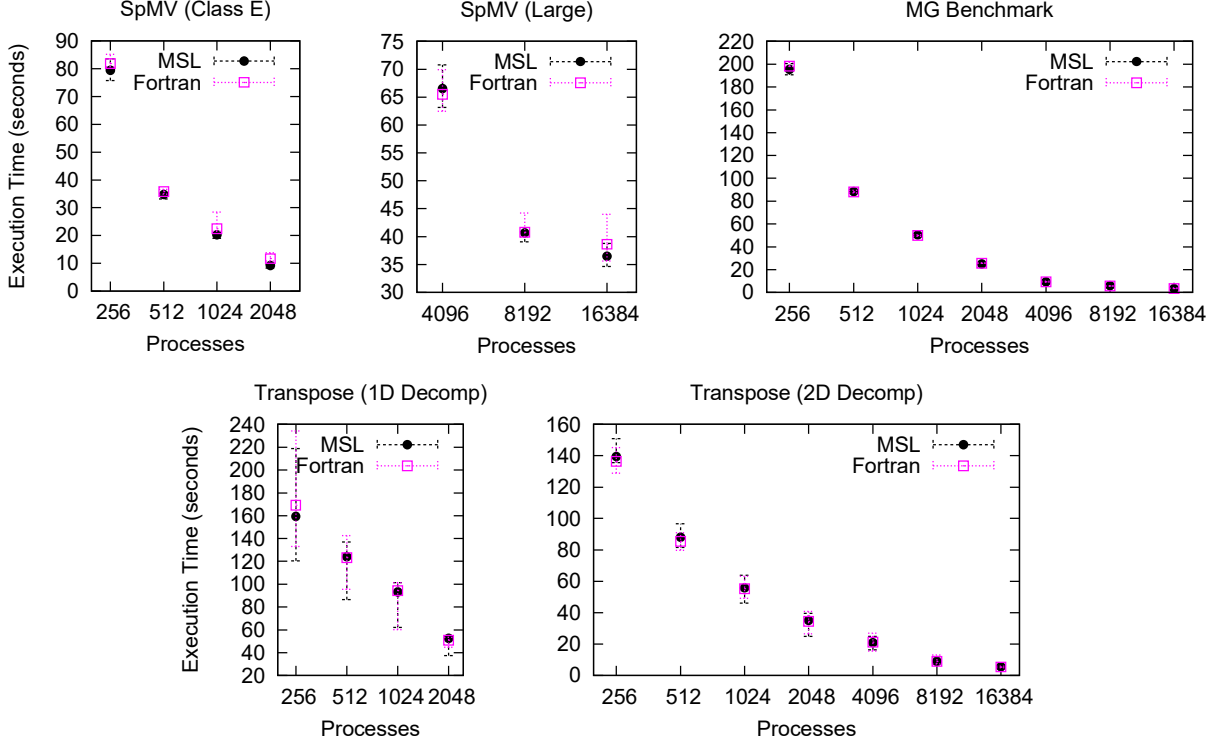 SpMV (Class E)
Execution Time (seconds)
90
80
70
60
50
40
30
20
10
0
MSL
Fortran
256 512 1024 2048
Processes
SpMV (Large)
75
70
65
60
55
50
45
40
35
30
MSL
Fortran
4096 8192 16384
Processes
MG Benchmark
220
200
180
160
140
120
100
80
60
40
20
0
MSL
Fortran
256 512 1024 2048 4096 8192 16384
Processes
Transpose (1D Decomp)
Execution Time (seconds)
240
220
200
180
160
140
120
100
80
60
40
20
MSL
Fortran
256 512 1024 2048
Processes
Transpose (2D Decomp)
160
140
120
100
80
60
40
20
0
MSL
Fortran
256 512 1024 2048 4096 8192 16384
Processes